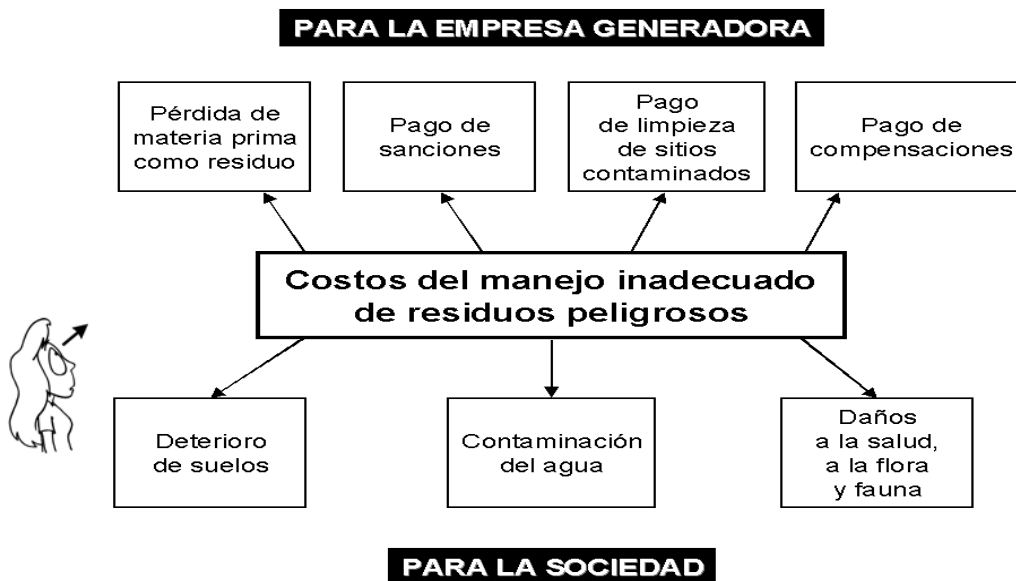 PARA LA EMPRESA GENERADORA
Pérdida de
materia prima
como residuo
Pago de
sanciones
Pago
de limpieza
de sitios
contaminados
Pago de
compensaciones
Costos del manejo inadecuado
de residuos peligrosos
Deterioro
de suelos
Contaminación
del agua
Daños
a la salud,
a la flora
y fauna
PARA LA SOCIEDAD